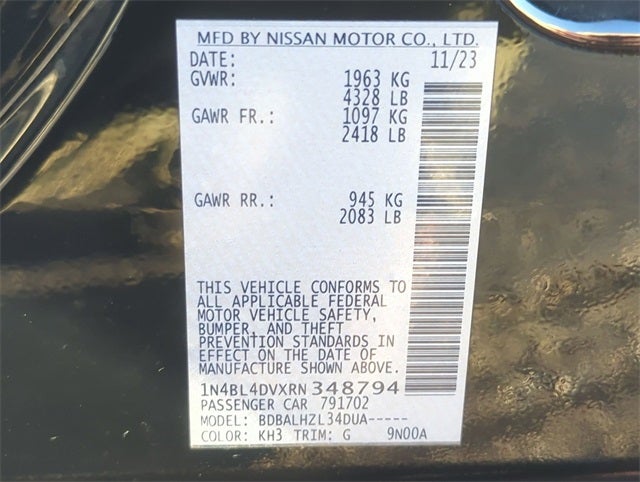 MFD BY NISSAN MOTOR CO., LTD.
DATE: 11/23
GVWR: 1963 KG
4328 LB
GAWR FR.: 1097 KG
2418 LB
GAWR RR.: 945 KG
2083 LB
THIS VEHICLE CONFORMS TO
ALL APPLICABLE FEDERAL
MOTOR VEHICLE SAFETY,
BUMPER, AND THEFT
PREVENTION STANDARDS IN
EFFECT ON THE DATE OF
MANUFACTURE SHOWN ABOVE.
1N4BL4DVXRN348794
PASSENGER CAR 791702
MODEL: BDBALHZL34DUA-----
COLOR: KH3 TRIM: G 9N00A